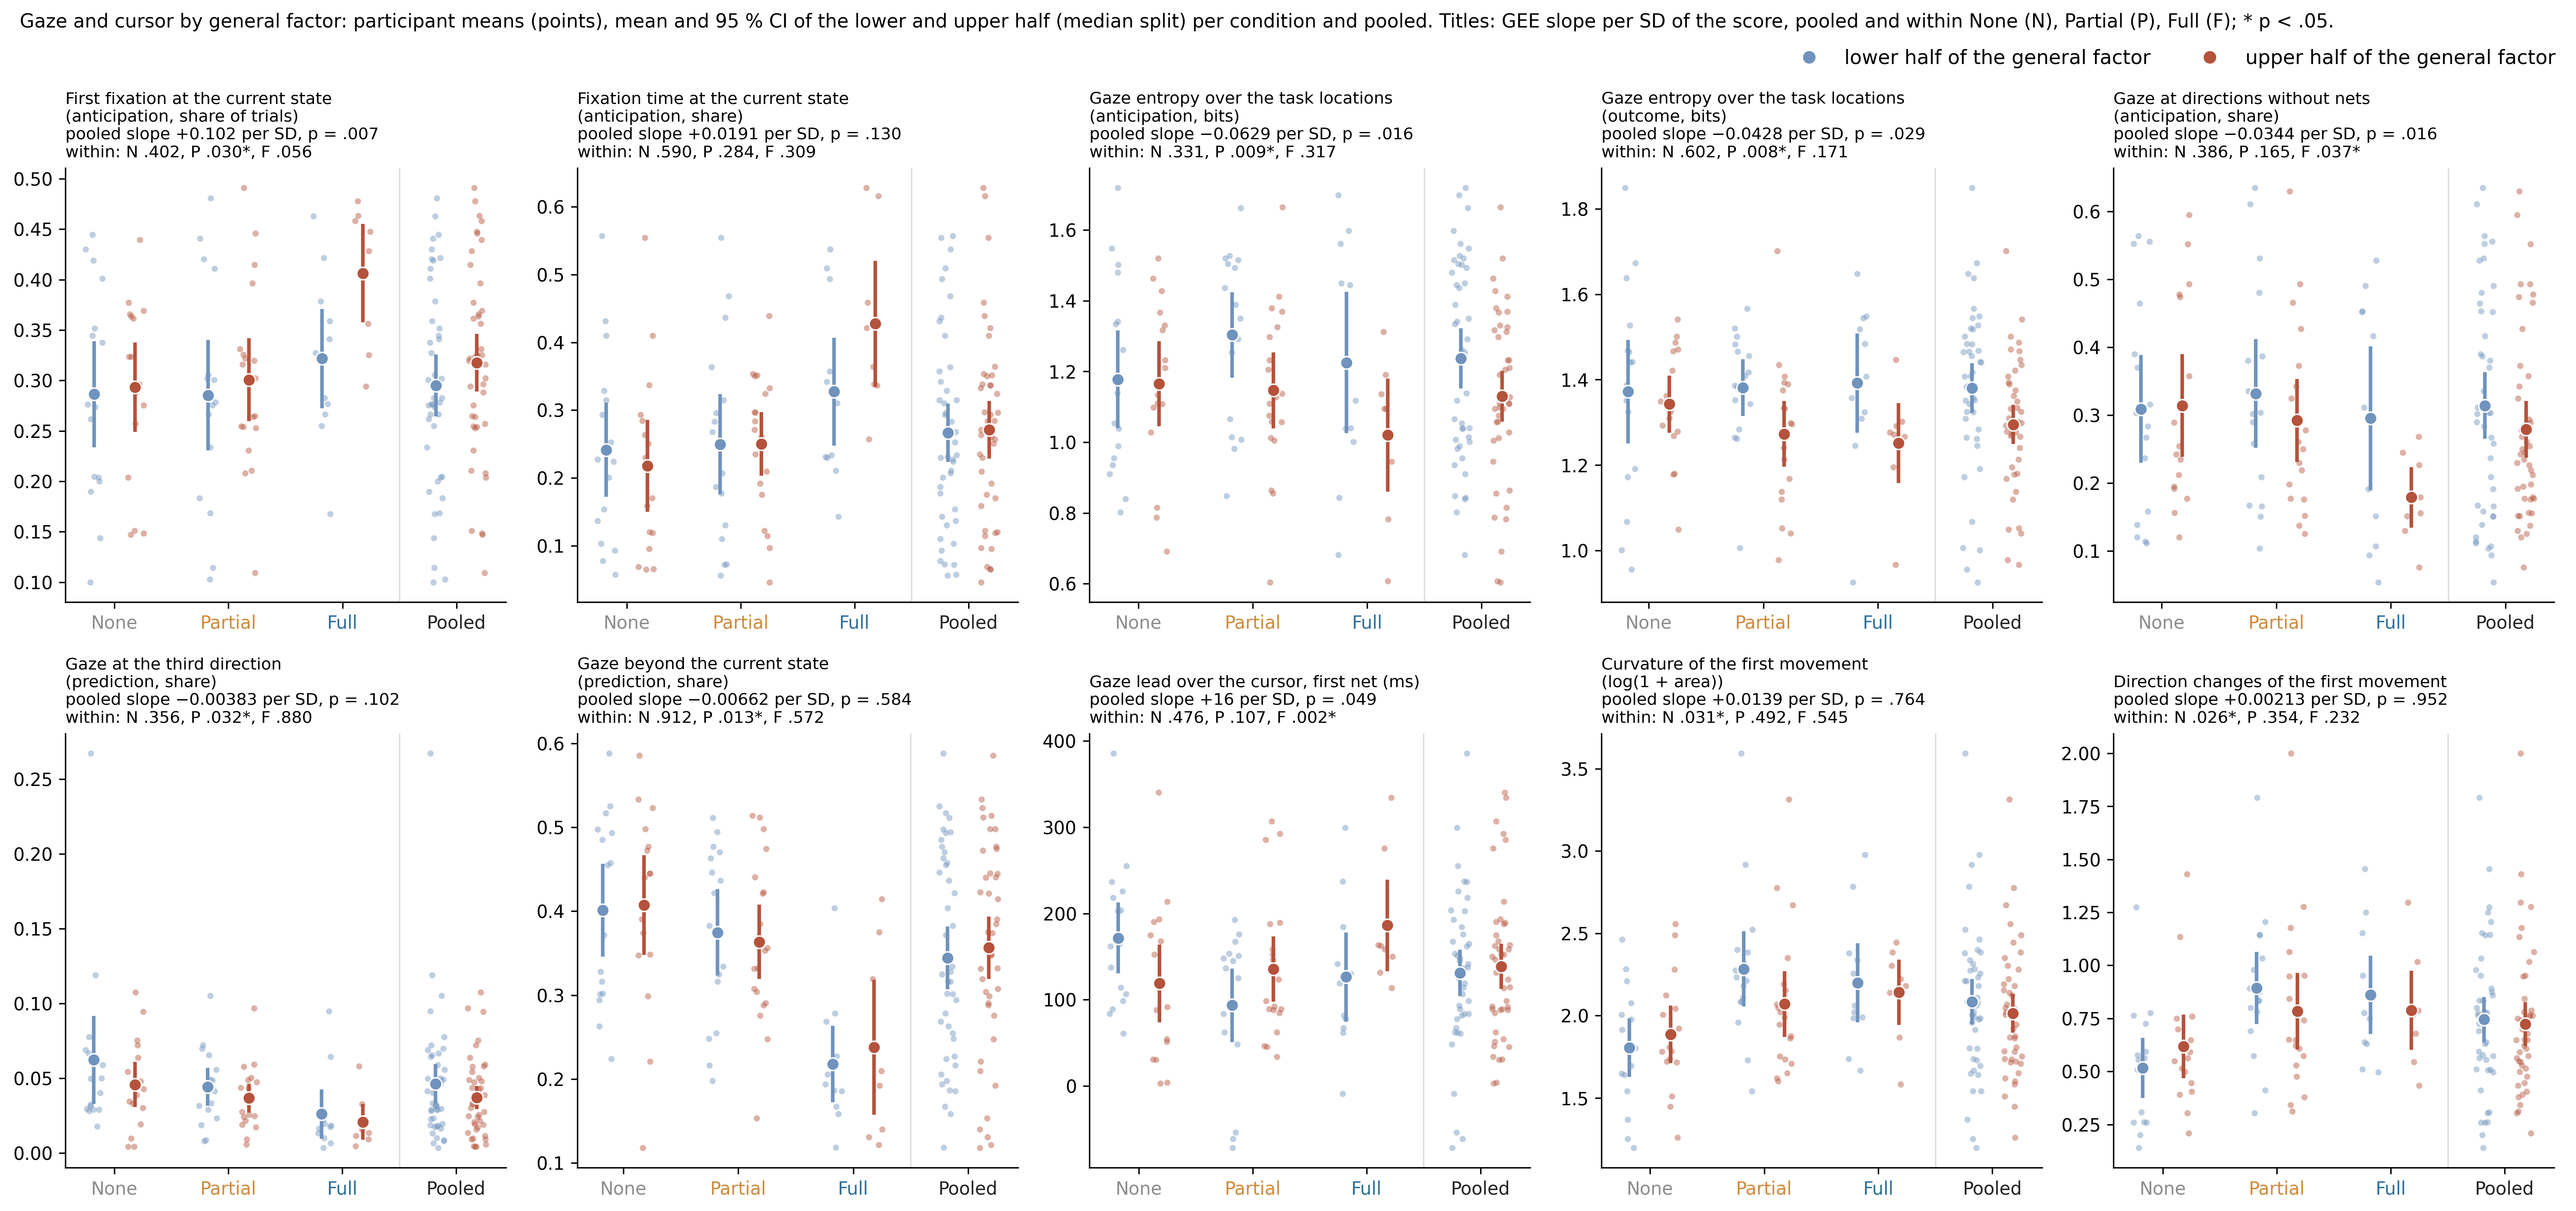 Gaze and cursor by general factor: participant means (points), mean and 95 % CI of the lower and upper half (median split) per condition and pooled. Titles: GEE slope per SD of the score, pooled and within None (N), Partial (P), Full (F); * p < .05.
lower half of the general factor upper half of the general factor
First fixation at the current state
(anticipation, share of trials)
pooled slope +0.102 per SD, p = .007
within: N .402, P .030*, F .056
0.50
0.45
0.40
0.35
0.30
0.25
0.20
0.15
0.10
None Partial Full Pooled
Fixation time at the current state
(anticipation, share)
pooled slope +0.0191 per SD, p = .130
within: N .590, P .284, F .309
0.6
0.5
0.4
0.3
0.2
0.1
None Partial Full Pooled
Gaze entropy over the task locations
(anticipation, bits)
pooled slope −0.0629 per SD, p = .016
within: N .331, P .009*, F .317
1.6
1.4
1.2
1.0
0.8
0.6
None Partial Full Pooled
Gaze entropy over the task locations
(outcome, bits)
pooled slope −0.0428 per SD, p = .029
within: N .602, P .008*, F .171
1.8
1.6
1.4
1.2
1.0
None Partial Full Pooled
Gaze at directions without nets
(anticipation, share)
pooled slope −0.0344 per SD, p = .016
within: N .386, P .165, F .037*
0.6
0.5
0.4
0.3
0.2
0.1
None Partial Full Pooled
Gaze at the third direction
(prediction, share)
pooled slope −0.00383 per SD, p = .102
within: N .356, P .032*, F .880
0.25
0.20
0.15
0.10
0.05
0.00
None Partial Full Pooled
Gaze beyond the current state
(prediction, share)
pooled slope −0.00662 per SD, p = .584
within: N .912, P .013*, F .572
0.6
0.5
0.4
0.3
0.2
0.1
None Partial Full Pooled
Gaze lead over the cursor, first net (ms)
pooled slope +16 per SD, p = .049
within: N .476, P .107, F .002*
400
300
200
100
0
None Partial Full Pooled
Curvature of the first movement
(log(1 + area))
pooled slope +0.0139 per SD, p = .764
within: N .031*, P .492, F .545
3.5
3.0
2.5
2.0
1.5
None Partial Full Pooled
Direction changes of the first movement
pooled slope +0.00213 per SD, p = .952
within: N .026*, P .354, F .232
2.00
1.75
1.50
1.25
1.00
0.75
0.50
0.25
None Partial Full Pooled